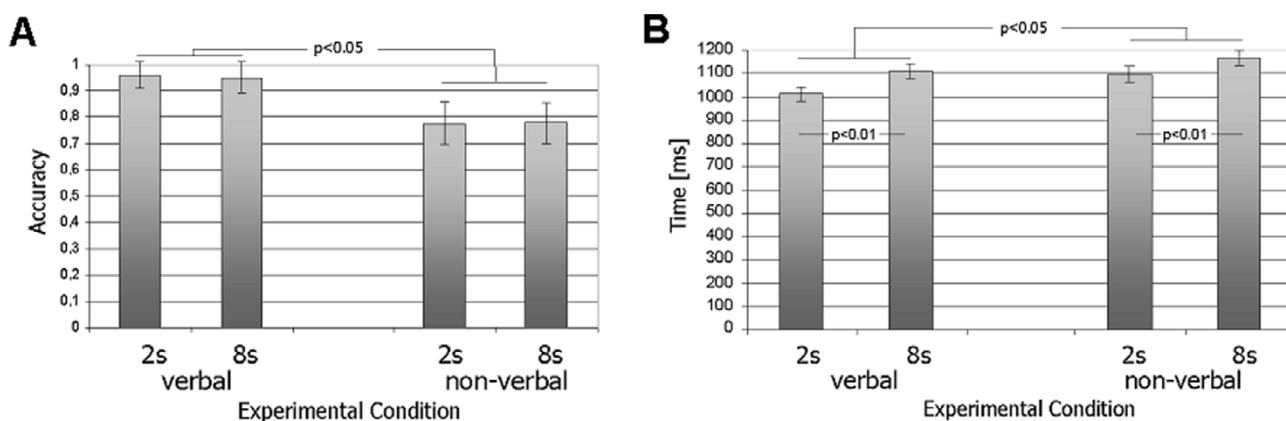 A
p<0.05
1
0,9
0,8
0,7
0,6
0,5
0,4
0,3
0,2
0,1
0
Accuracy
2s 8s 2s 8s
verbal non-verbal
Experimental Condition
B
p<0.05
1200
1100
1000
900
800
700
600
500
400
300
200
100
0
Time [ms]
p<0.01 p<0.01
2s 8s 2s 8s
verbal non-verbal
Experimental Condition